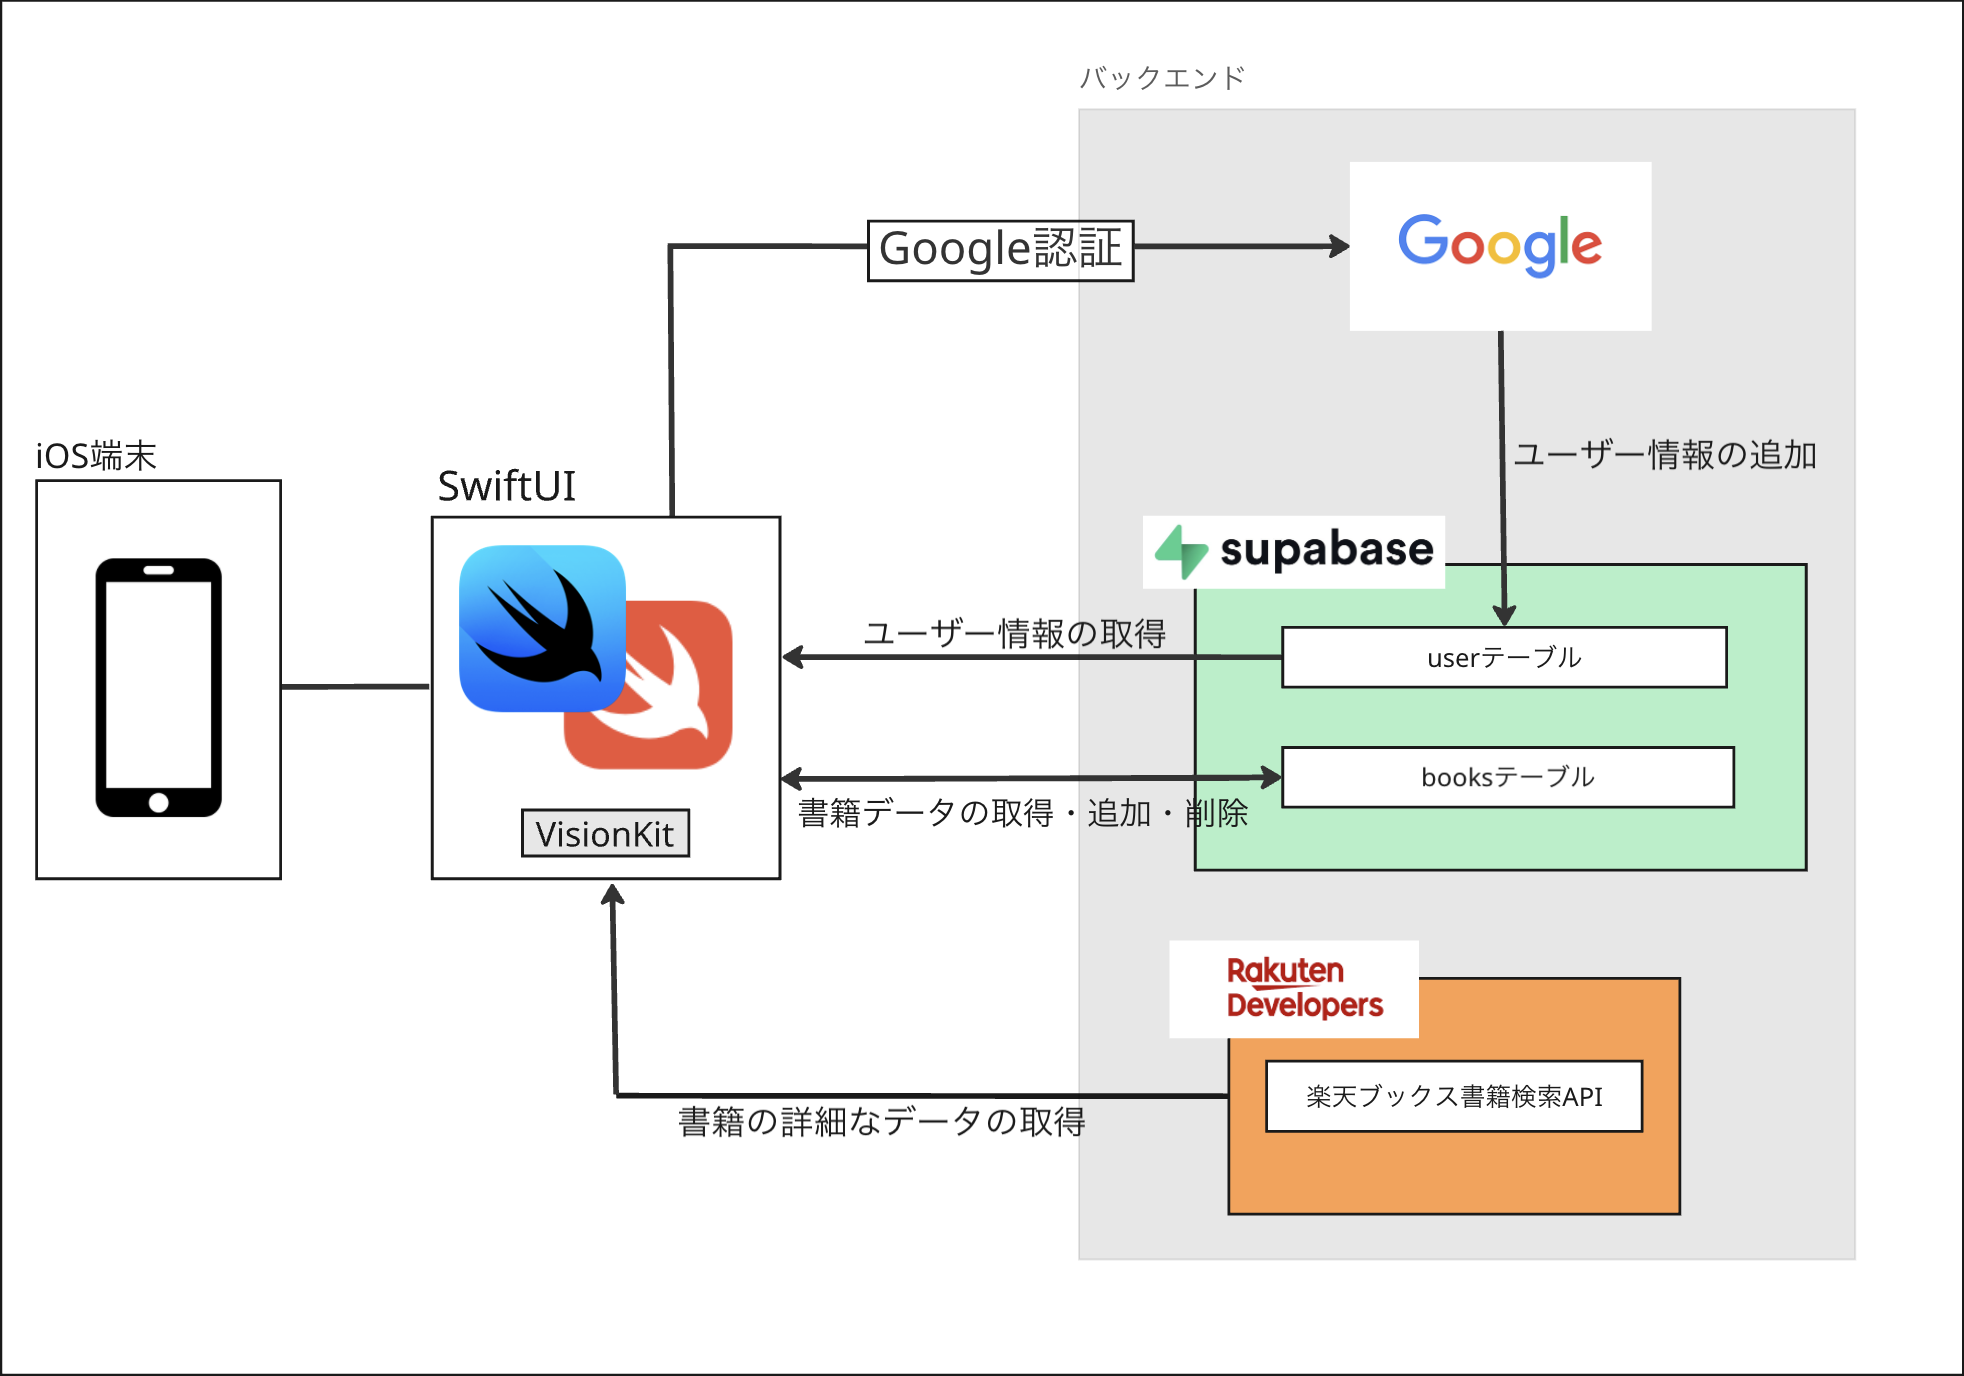 バックエンド
Google認証
Google
ユーザー情報の追加
iOS端末
SwiftUI
supabase
ユーザー情報の取得
userテーブル
booksテーブル
書籍データの取得・追加・削除
VisionKit
Rakuten
Developers
楽天ブックス書籍検索API
書籍の詳細なデータの取得